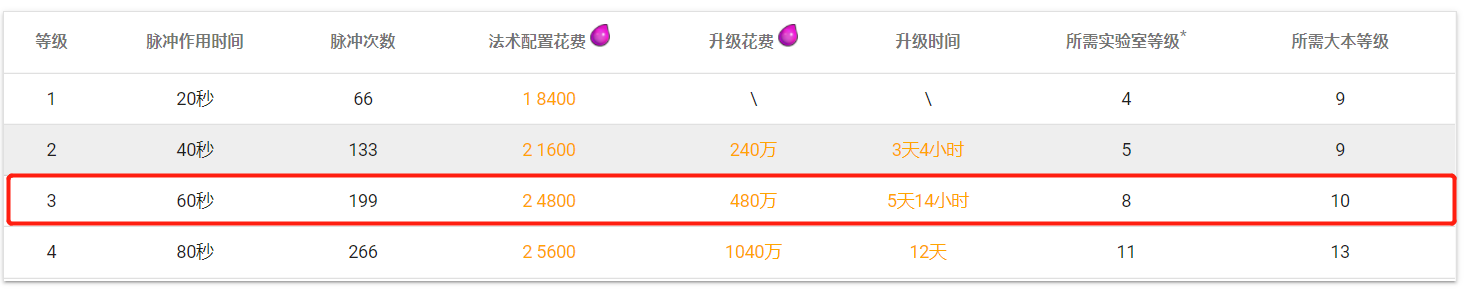 等级 脉冲作用时间 脉冲次数 法术配置花费 升级花费 升级时间 所需实验室等级* 所需大本等级
1 20秒 66 1 8400 \ \ 4 9
2 40秒 133 2 1600 240万 3天4小时 5 9
3 60秒 199 2 4800 480万 5天14小时 8 10
4 80秒 266 2 5600 1040万 12天 11 13